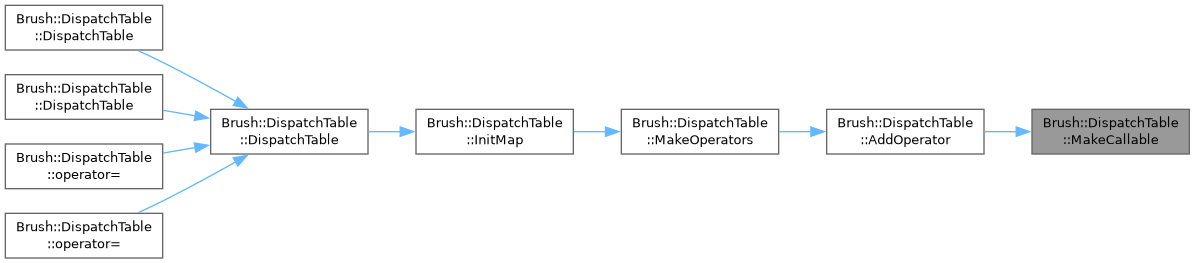 Brush::DispatchTable
::DispatchTable
Brush::DispatchTable
::DispatchTable
Brush::DispatchTable
::operator=
Brush::DispatchTable
::operator=
Brush::DispatchTable
::DispatchTable
Brush::DispatchTable
::InitMap
Brush::DispatchTable
::MakeOperators
Brush::DispatchTable
::AddOperator
Brush::DispatchTable
::MakeCallable